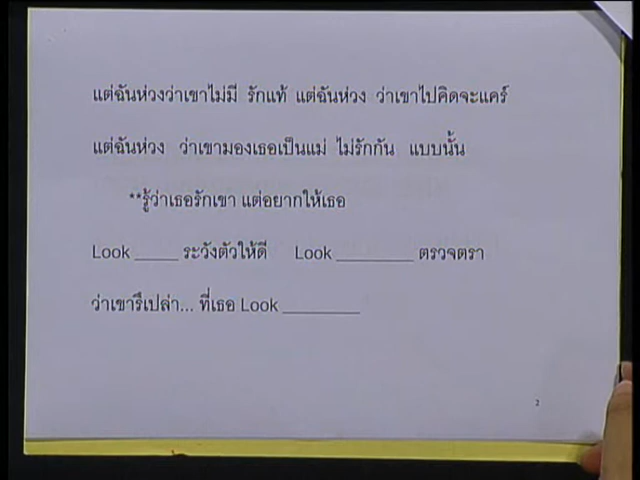 แต่ฉันห่วงว่าเขาไม่มี รักแท้ แต่ฉันห่วง ว่าเขาไปคิดจะแคร์
แต่ฉันห่วง ว่าเขามองเธอเป็นแม่ ไม่รักกัน แบบนั้น
**รู้ว่าเธอรักเขา แต่อยากให้เธอ
Look _____ ระวังตัวให้ดี Look _________ ตรวจตรา
ว่าเขารึเปล่า... ที่เธอ Look _________
2